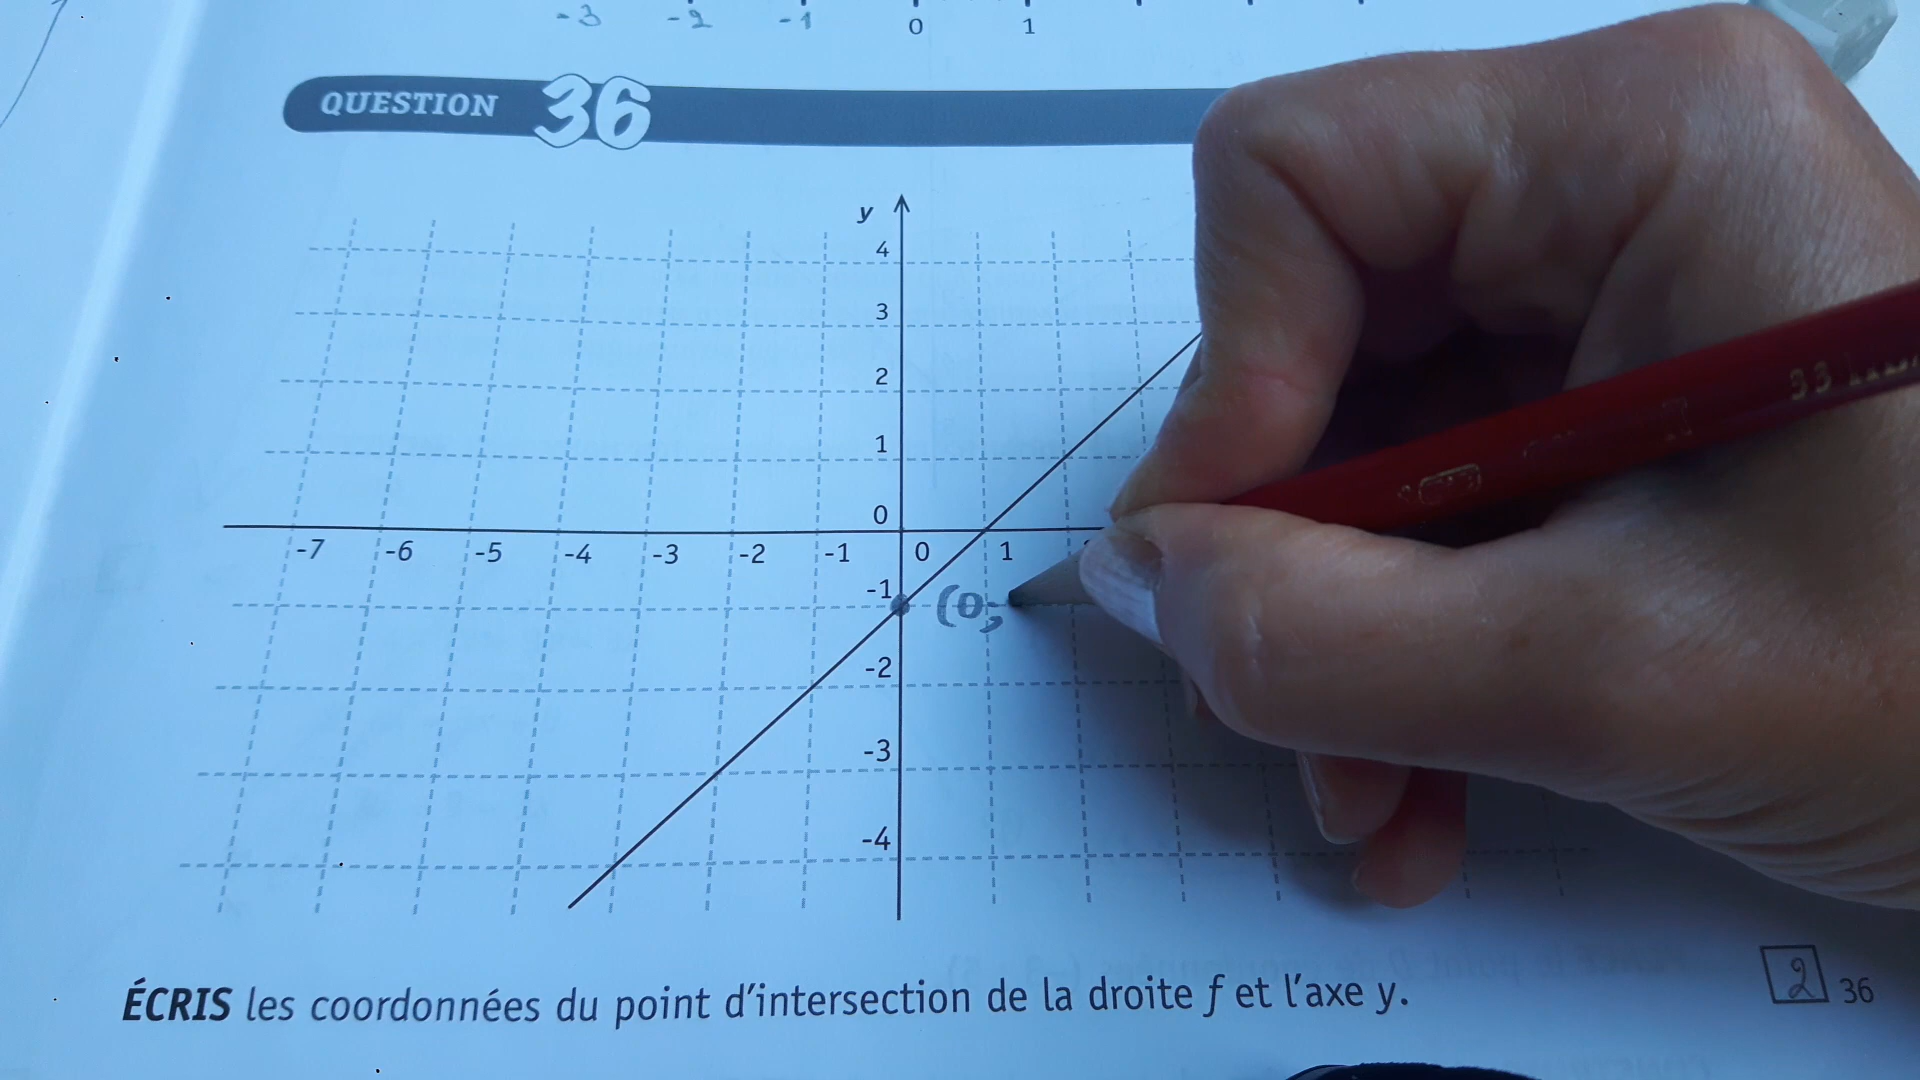 -3 -2 -1 0 1
QUESTION 36
y
4
3
2
1
0
-7 -6 -5 -4 -3 -2 -1 0 1
-1 (0;
-2
-3
-4
ÉCRIS les coordonnées du point d'intersection de la droite f et l'axe y.
2 36